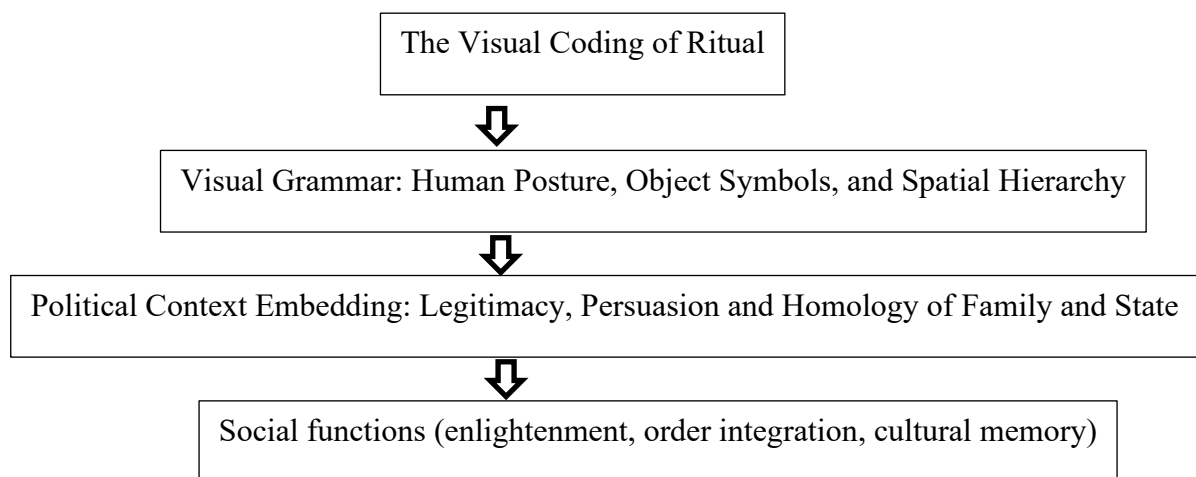 The Visual Coding of Ritual
Visual Grammar: Human Posture, Object Symbols, and Spatial Hierarchy
Political Context Embedding: Legitimacy, Persuasion and Homology of Family and State
Social functions (enlightenment, order integration, cultural memory)